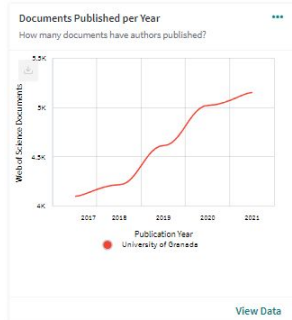 Documents Published per Year
How many documents have authors published?
5.5K
5K
4.5K
4K
Web of Science Documents
2017 2018 2019 2020 2021
Publication Year
University of Granada
View Data